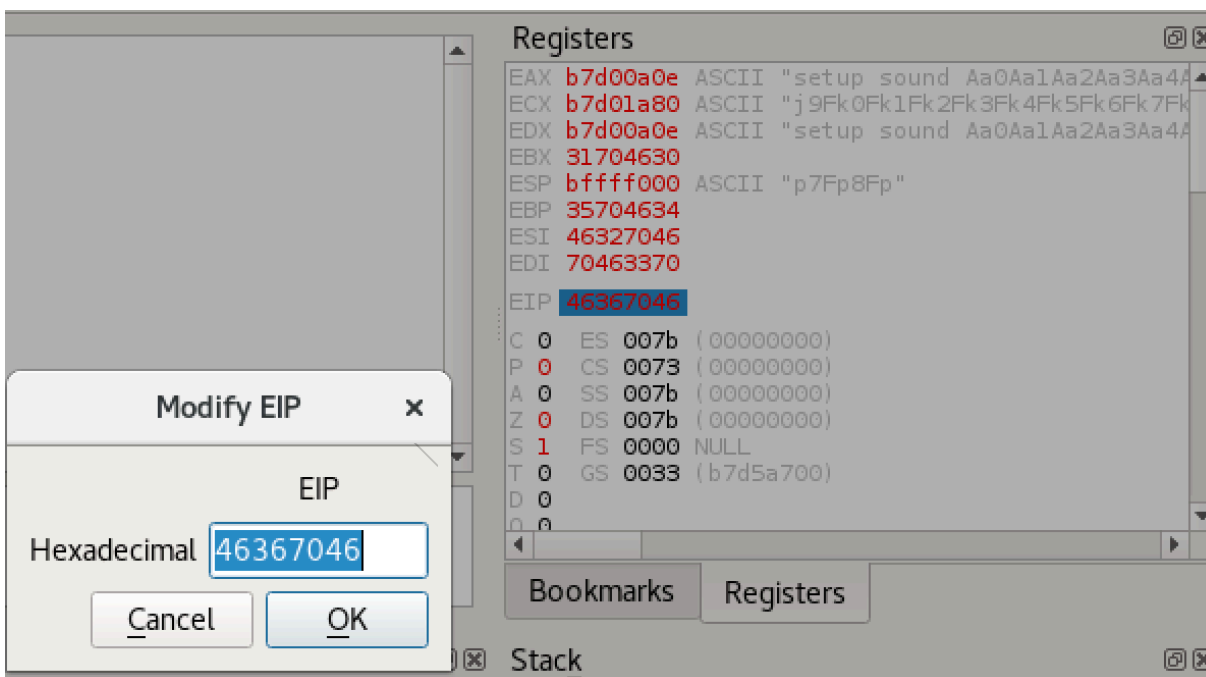 Registers
EAX b7d00a0e ASCII "setup sound Aa0Aa1Aa2Aa3Aa4A
ECX b7d01a80 ASCII "j9Fk0Fk1Fk2Fk3Fk4Fk5Fk6Fk7Fk
EDX b7d00a0e ASCII "setup sound Aa0Aa1Aa2Aa3Aa4A
EBX 31704630
ESP bffff000 ASCII "p7Fp8Fp"
EBP 35704634
ESI 46327046
EDI 70463370
EIP 46367046
C 0 ES 007b (00000000)
P 0 CS 0073 (00000000)
A 0 SS 007b (00000000)
Z 0 DS 007b (00000000)
S 1 FS 0000 NULL
T 0 GS 0033 (b7d5a700)
D 0
O 0
Bookmarks Registers
Stack
Modify EIP
EIP
Hexadecimal 46367046
Cancel OK